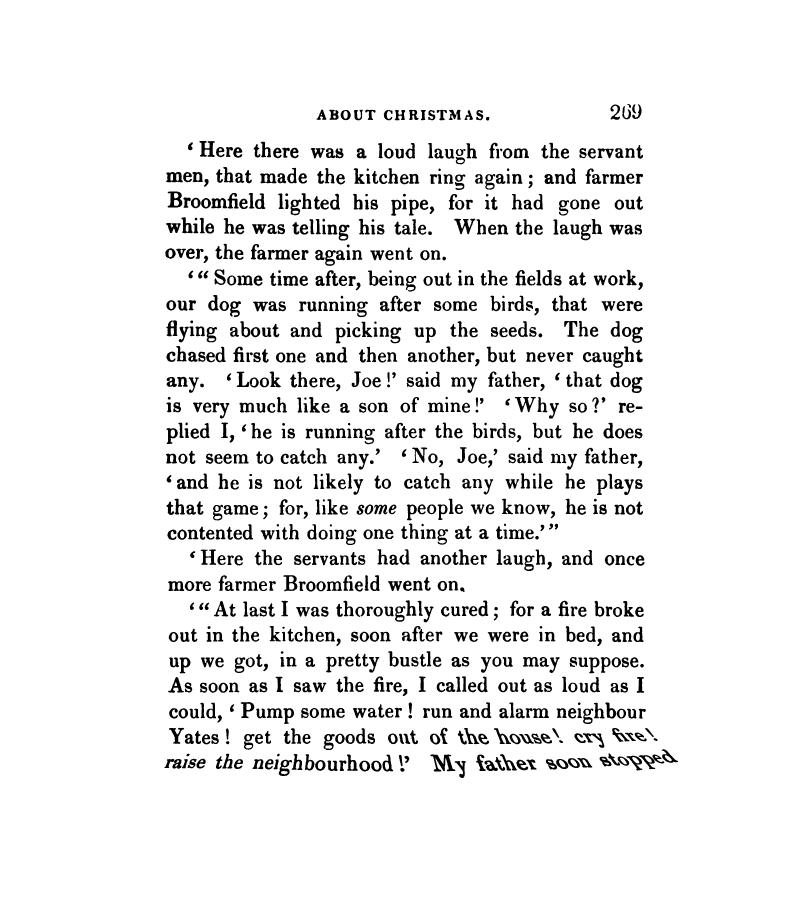 ABOUT CHRISTMAS. 269
‘ Here there was a loud laugh from the servant
men, that made the kitchen ring again ; and farmer
Broomfield lighted his pipe, for it had gone out
while he was telling his tale. When the laugh was
over, the farmer again went on.
‘ “ Some time after, being out in the fields at work,
our dog was running after some birds, that were
flying about and picking up the seeds. The dog
chased first one and then another, but never caught
any. ‘ Look there, Joe !’ said my father, ‘ that dog
is very much like a son of mine !’ ‘ Why so ?’ re-
plied I, ‘ he is running after the birds, but he does
not seem to catch any.’ ‘ No, Joe,’ said my father,
‘ and he is not likely to catch any while he plays
that game ; for, like some people we know, he is not
contented with doing one thing at a time.’ ”
‘ Here the servants had another laugh, and once
more farmer Broomfield went on.
‘ “ At last I was thoroughly cured ; for a fire broke
out in the kitchen, soon after we were in bed, and
up we got, in a pretty bustle as you may suppose.
As soon as I saw the fire, I called out as loud as I
could, ‘ Pump some water ! run and alarm neighbour
Yates ! get the goods out of the house ! cry fire !
raise the neighbourhood !’ My father soon stopped